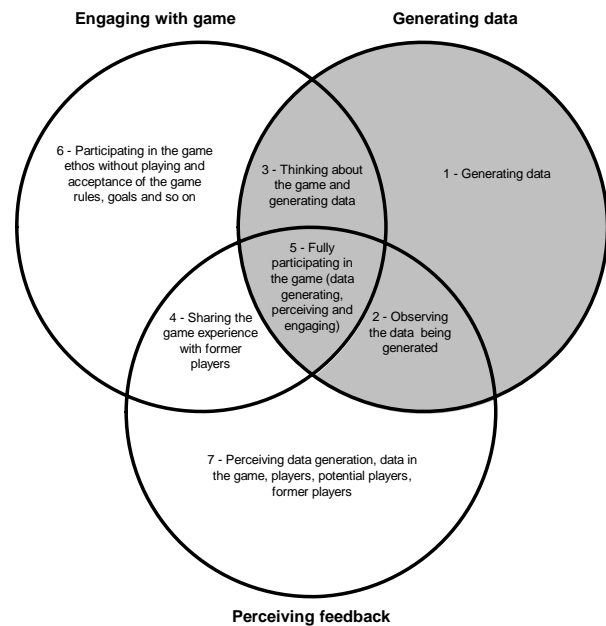 Engaging with game
Generating data
6 - Participating in the game
ethos without playing and
acceptance of the game
rules, goals and so on
3 - Thinking about
the game and
generating data
1 - Generating data
5 - Fully
participating in
the game (data
generating,
perceiving and
engaging)
4 - Sharing the
game experience
with former
players
2 - Observing
the data being
generated
7 - Perceiving data generation, data in
the game, players, potential players,
former players
Perceiving feedback